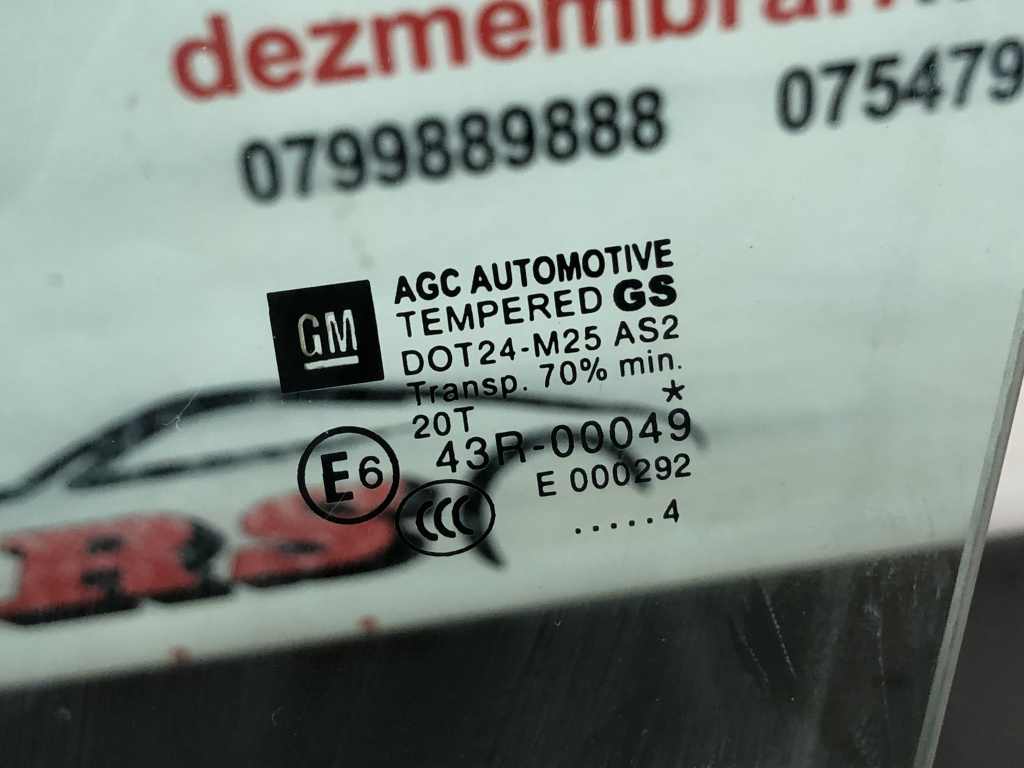 dezmembrari
0799889888 075479
GM
AGC AUTOMOTIVE
TEMPERED GS
DOT24-M25 AS2
Transp. 70% min.
20T *
E6 43R-00049
CCC E 000292
.....4
RS